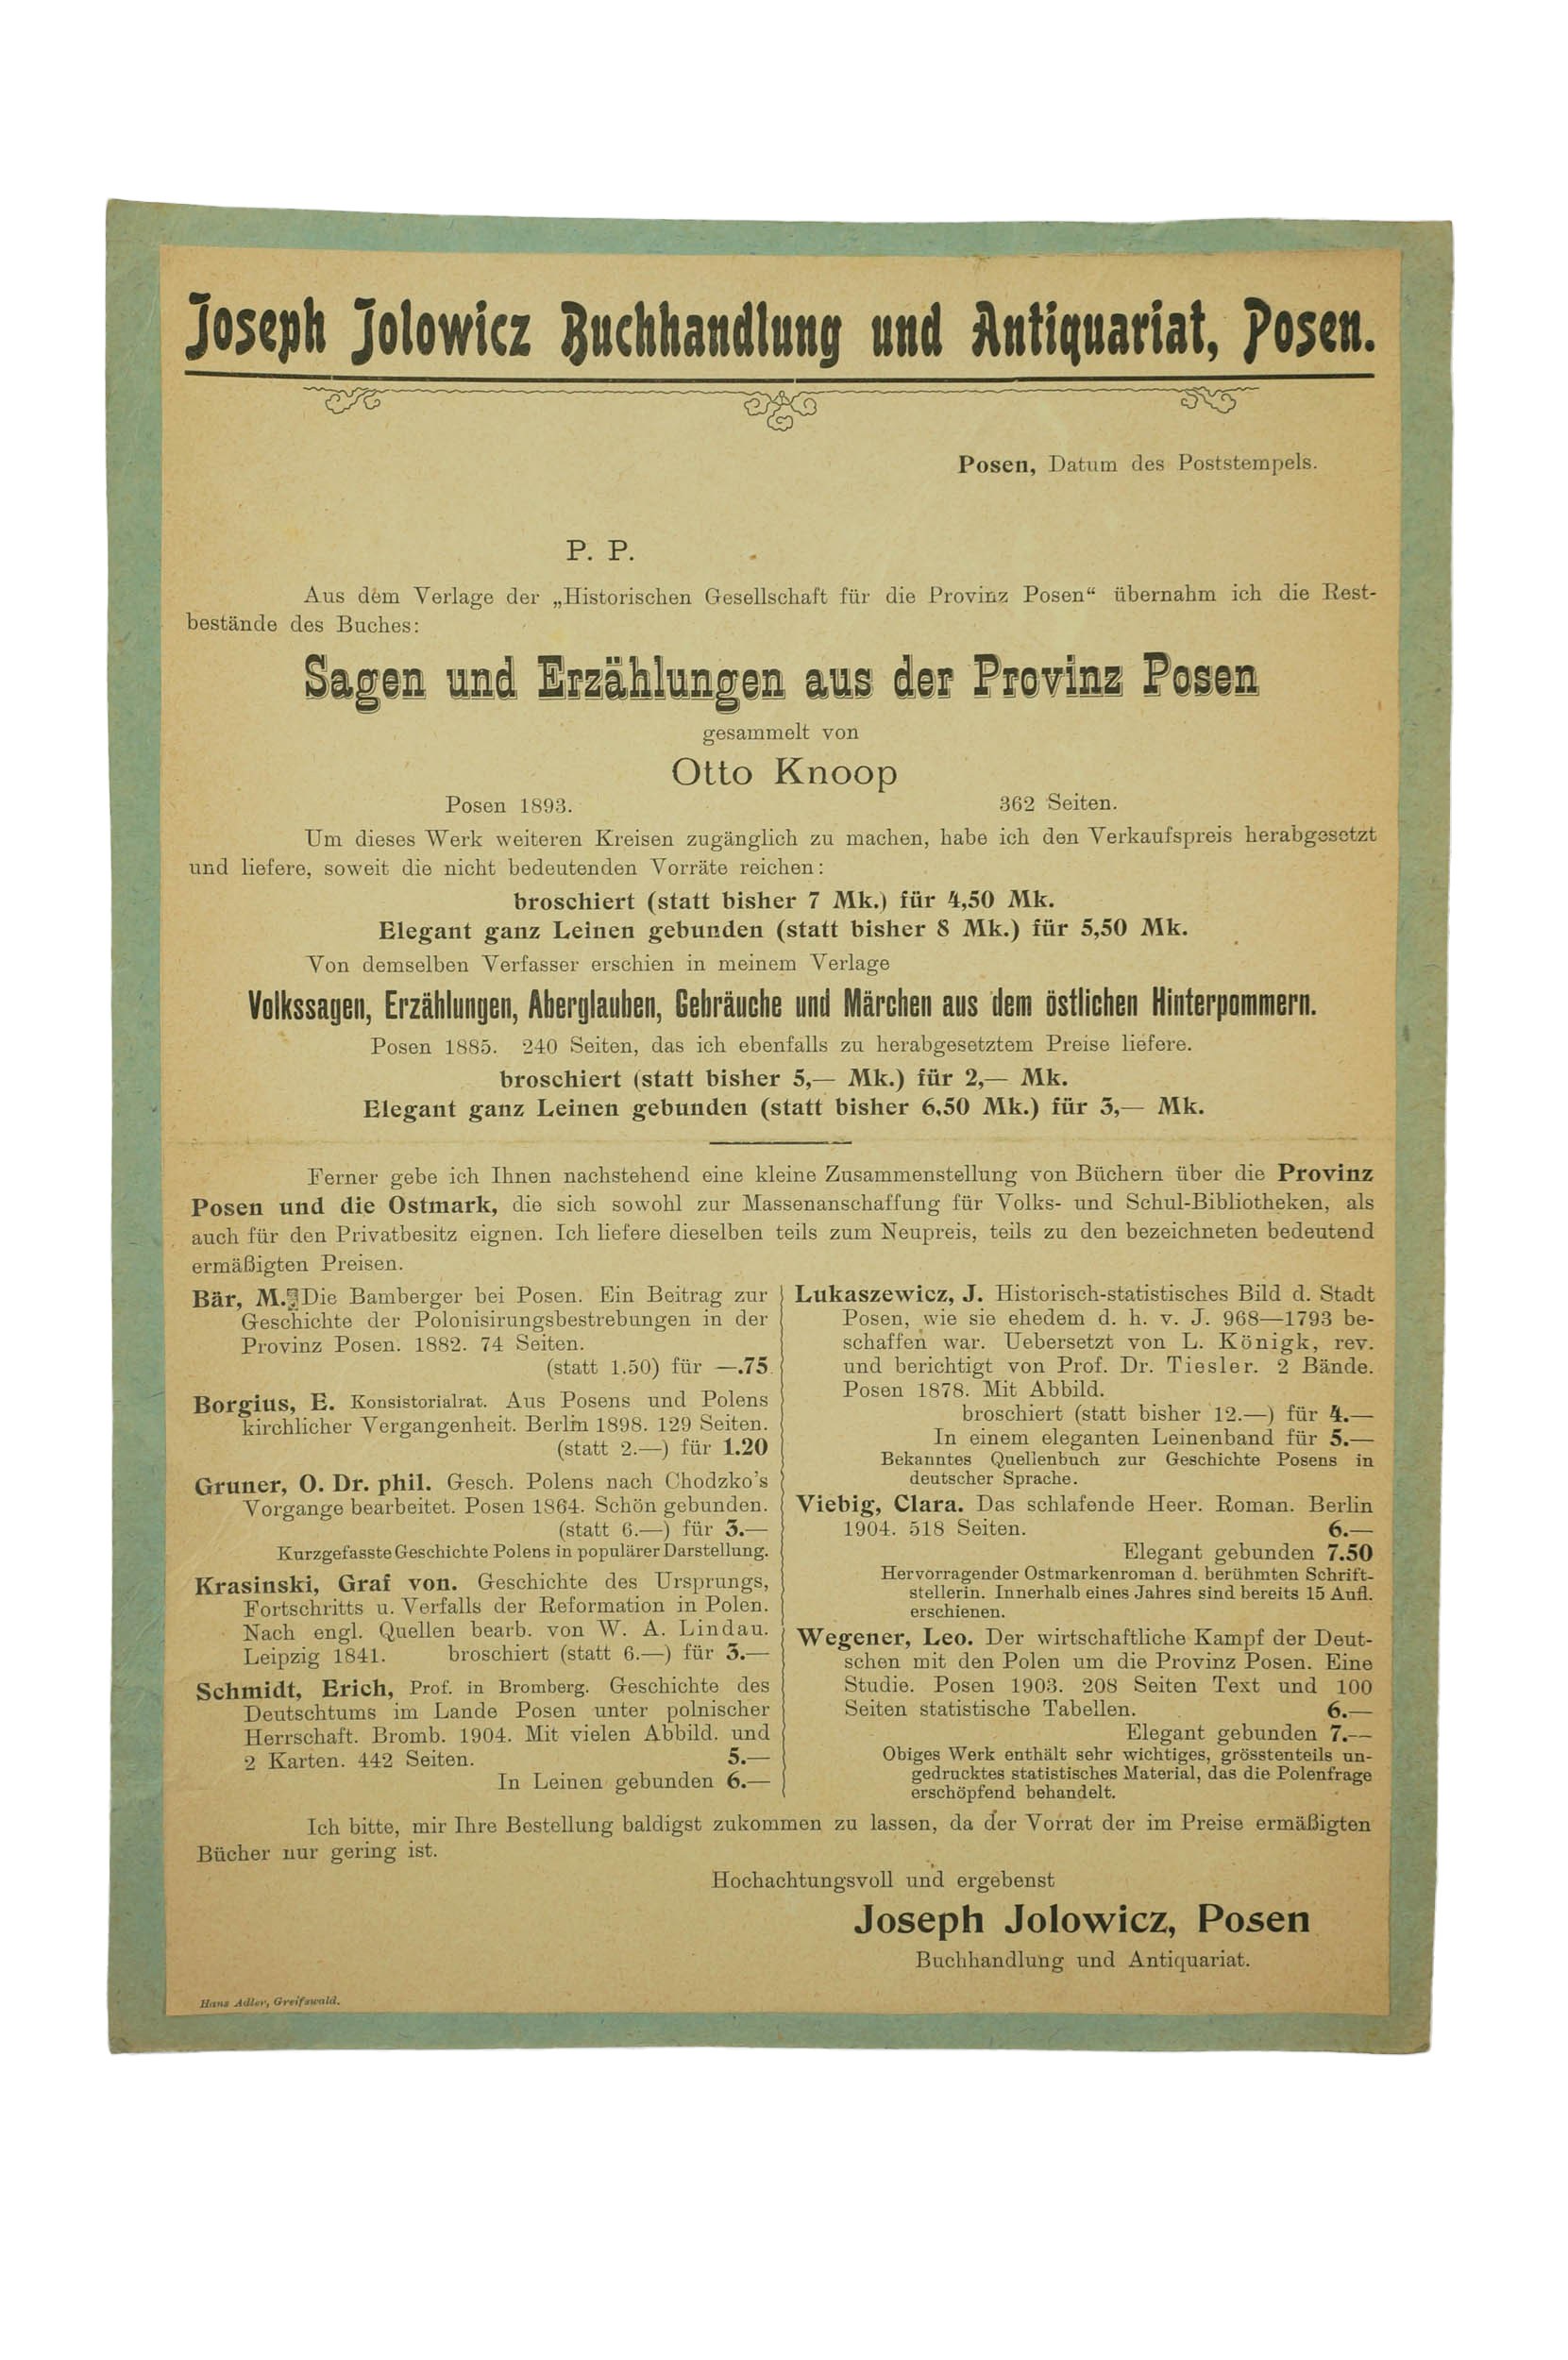 Joseph Jolowicz Buchhandlung und Antiquariat, Posen.
Posen, Datum des Poststempels.
P. P.
Aus dem Verlage der „Historischen Gesellschaft für die Provinz Posen“ übernahm ich die Rest-
bestände des Buches:
Sagen und Erzählungen aus der Provinz Posen
gesammelt von
Otto Knoop
Posen 1893. 362 Seiten.
Um dieses Werk weiteren Kreisen zugänglich zu machen, habe ich den Verkaufspreis herabgesetzt
und liefere, soweit die nicht bedeutenden Vorräte reichen:
broschiert (statt bisher 7 Mk.) für 4,50 Mk.
Elegant ganz Leinen gebunden (statt bisher 8 Mk.) für 5,50 Mk.
Von demselben Verfasser erschien in meinem Verlage
Volkssagen, Erzählungen, Aberglauben, Gebräuche und Märchen aus dem östlichen Hinterpommern.
Posen 1885. 240 Seiten, das ich ebenfalls zu herabgesetztem Preise liefere.
broschiert (statt bisher 5,— Mk.) für 2,— Mk.
Elegant ganz Leinen gebunden (statt bisher 6,50 Mk.) für 3,— Mk.
Ferner gebe ich Ihnen nachstehend eine kleine Zusammenstellung von Büchern über die Provinz
Posen und die Ostmark, die sich sowohl zur Massenanschaffung für Volks- und Schul-Bibliotheken, als
auch für den Privatbesitz eignen. Ich liefere dieselben teils zum Neupreis, teils zu den bezeichneten bedeutend
ermäßigten Preisen.
Bär, M. Die Bamberger bei Posen. Ein Beitrag zur
Geschichte der Polonisirungsbestrebungen in der
Provinz Posen. 1882. 74 Seiten.
(statt 1.50) für —.75
Borgius, E. Konsistorialrat. Aus Posens und Polens
kirchlicher Vergangenheit. Berlin 1898. 129 Seiten.
(statt 2.—) für 1.20
Gruner, O. Dr. phil. Gesch. Polens nach Chodzko's
Vorgange bearbeitet. Posen 1864. Schön gebunden.
(statt 6.—) für 3.—
Kurzgefasste Geschichte Polens in populärer Darstellung.
Krasinski, Graf von. Geschichte des Ursprungs,
Fortschritts u. Verfalls der Reformation in Polen.
Nach engl. Quellen bearb. von W. A. Lindau.
Leipzig 1841. broschiert (statt 6.—) für 3.—
Schmidt, Erich, Prof. in Bromberg. Geschichte des
Deutschtums im Lande Posen unter polnischer
Herrschaft. Bromb. 1904. Mit vielen Abbild. und
2 Karten. 442 Seiten. 5.—
In Leinen gebunden 6.—
Lukaszewicz, J. Historisch-statistisches Bild d. Stadt
Posen, wie sie ehedem d. h. v. J. 968—1793 be-
schaffen war. Uebersetzt von L. Königk, rev.
und berichtigt von Prof. Dr. Tiesler. 2 Bände.
Posen 1878. Mit Abbild.
broschiert (statt bisher 12.—) für 4.—
In einem eleganten Leinenband für 5.—
Bekanntes Quellenbuch zur Geschichte Posens in
deutscher Sprache.
Viebig, Clara. Das schlafende Heer. Roman. Berlin
1904. 518 Seiten. 6.—
Elegant gebunden 7.50
Hervorragender Ostmarkenroman d. berühmten Schrift-
stellerin. Innerhalb eines Jahres sind bereits 15 Aufl.
erschienen.
Wegener, Leo. Der wirtschaftliche Kampf der Deut-
schen mit den Polen um die Provinz Posen. Eine
Studie. Posen 1903. 208 Seiten Text und 100
Seiten statistische Tabellen. 6.—
Elegant gebunden 7.—
Obiges Werk enthält sehr wichtiges, grösstenteils un-
gedrucktes statistisches Material, das die Polenfrage
erschöpfend behandelt.
Ich bitte, mir Ihre Bestellung baldigst zukommen zu lassen, da der Vorrat der im Preise ermäßigten
Bücher nur gering ist.
Hochachtungsvoll und ergebenst
Joseph Jolowicz, Posen
Buchhandlung und Antiquariat.
Hans Adler, Greifswald.